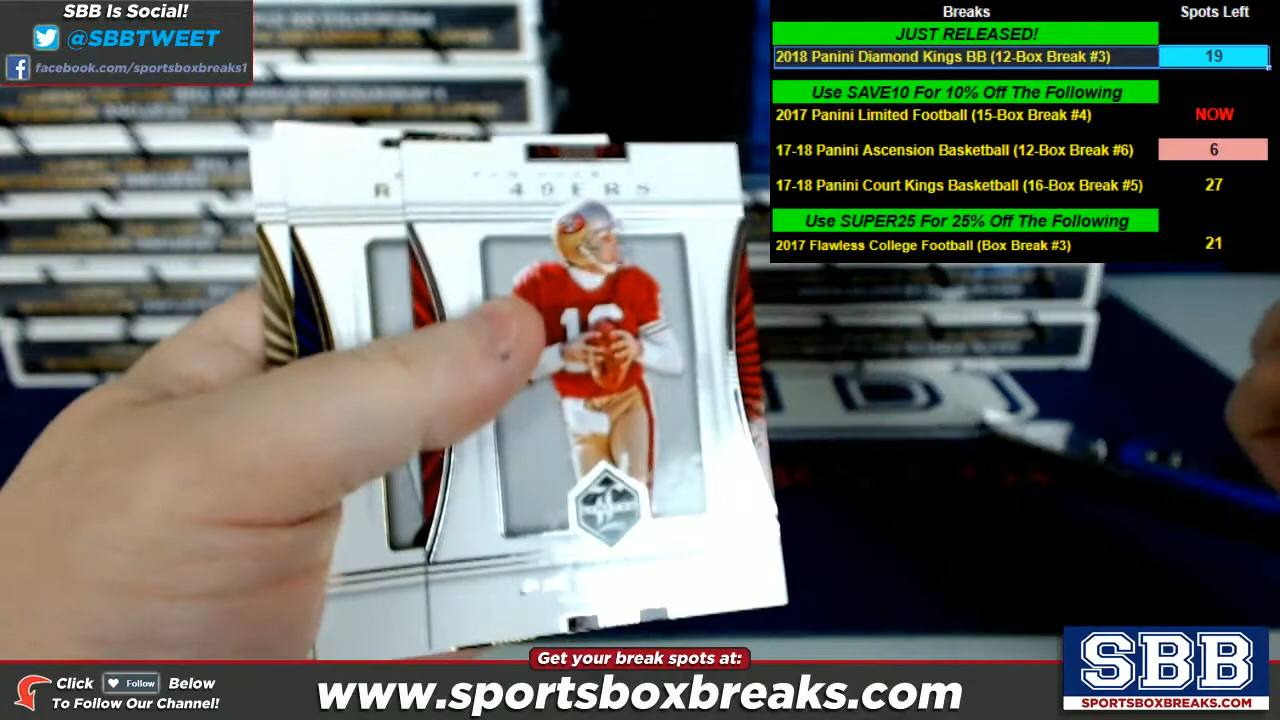 SBB Is Social!
@SBBTWEET
facebook.com/sportsboxbreaks1
Breaks Spots Left
JUST RELEASED!
2018 Panini Diamond Kings BB (12-Box Break #3) 19
Use SAVE10 For 10% Off The Following
2017 Panini Limited Football (15-Box Break #4) NOW
17-18 Panini Ascension Basketball (12-Box Break #6) 6
17-18 Panini Court Kings Basketball (16-Box Break #5) 27
Use SUPER25 For 25% Off The Following
2017 Flawless College Football (Box Break #3) 21
R
49ERS
16
Get your break spots at:
Click Follow Below
To Follow Our Channel!
www.sportsboxbreaks.com
SBB
SPORTSBOXBREAKS.COM